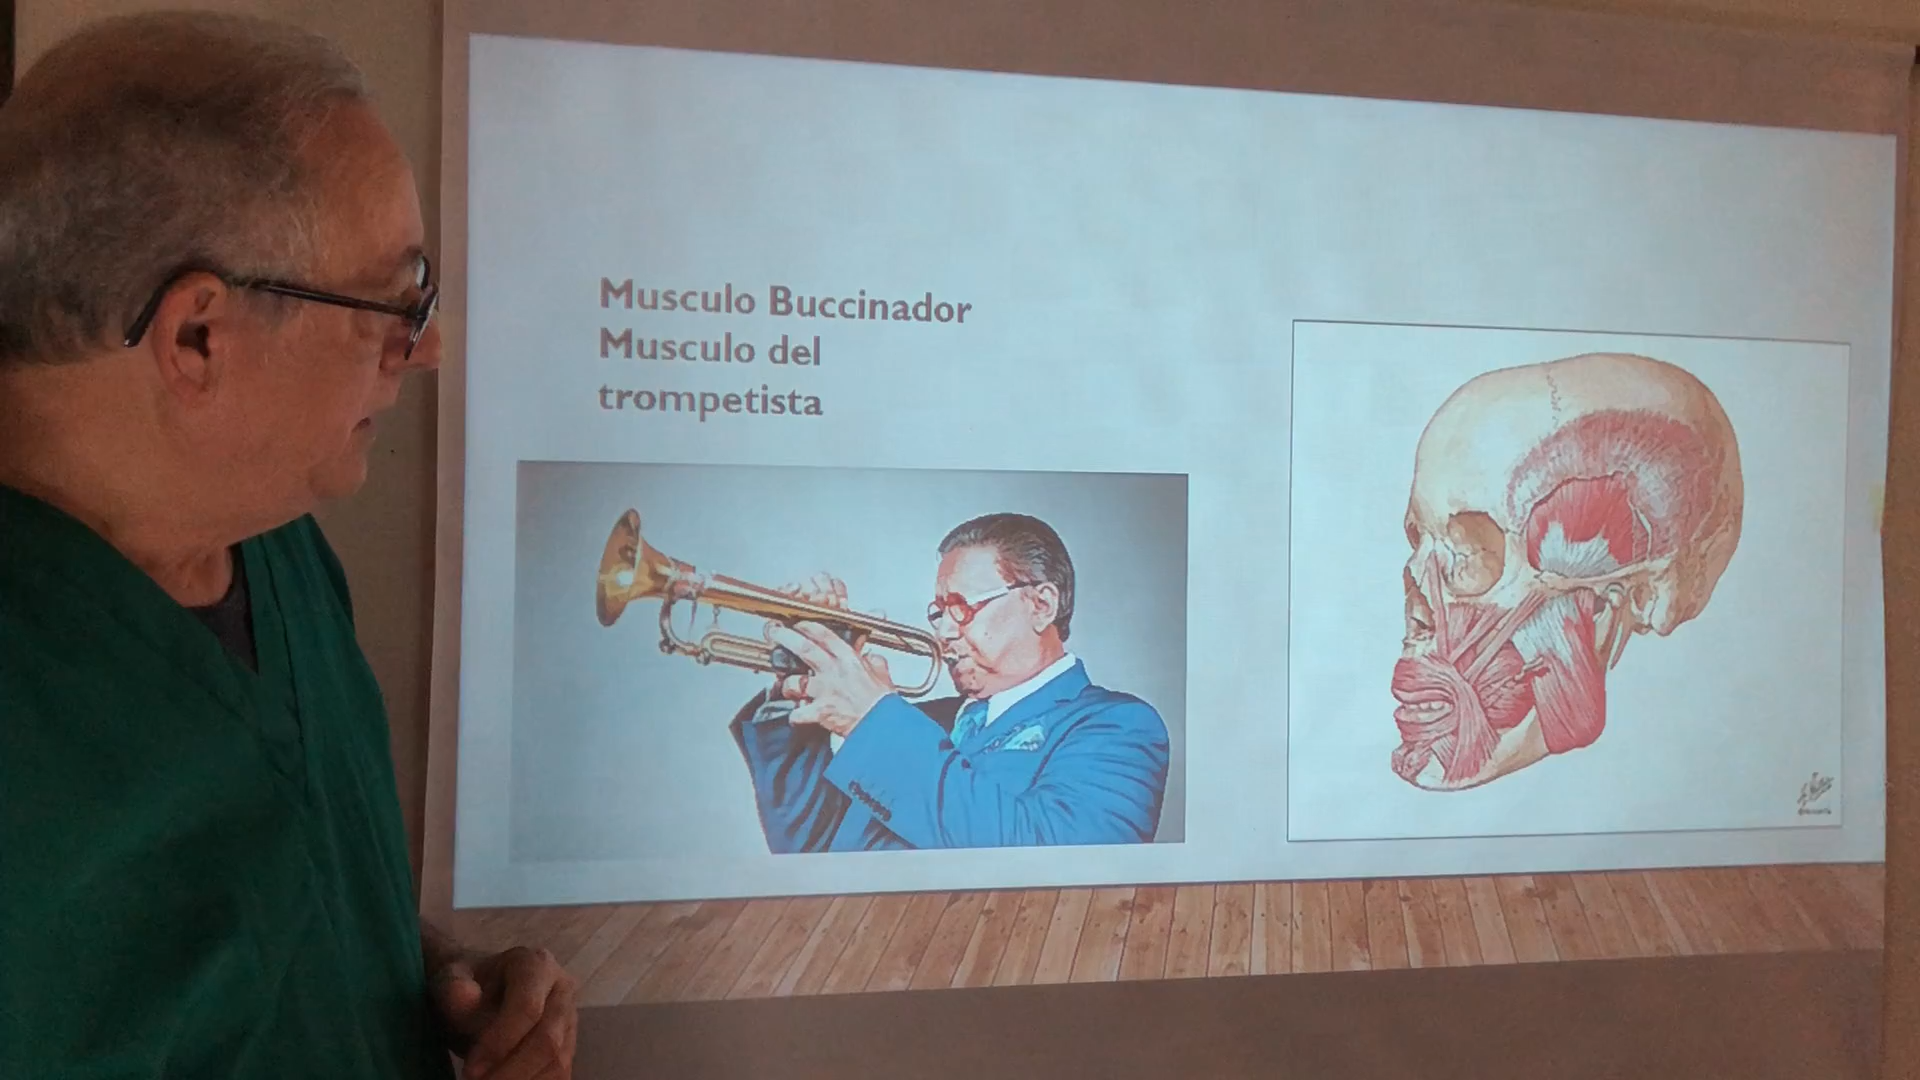 Musculo Buccinador
Musculo del
trompetista